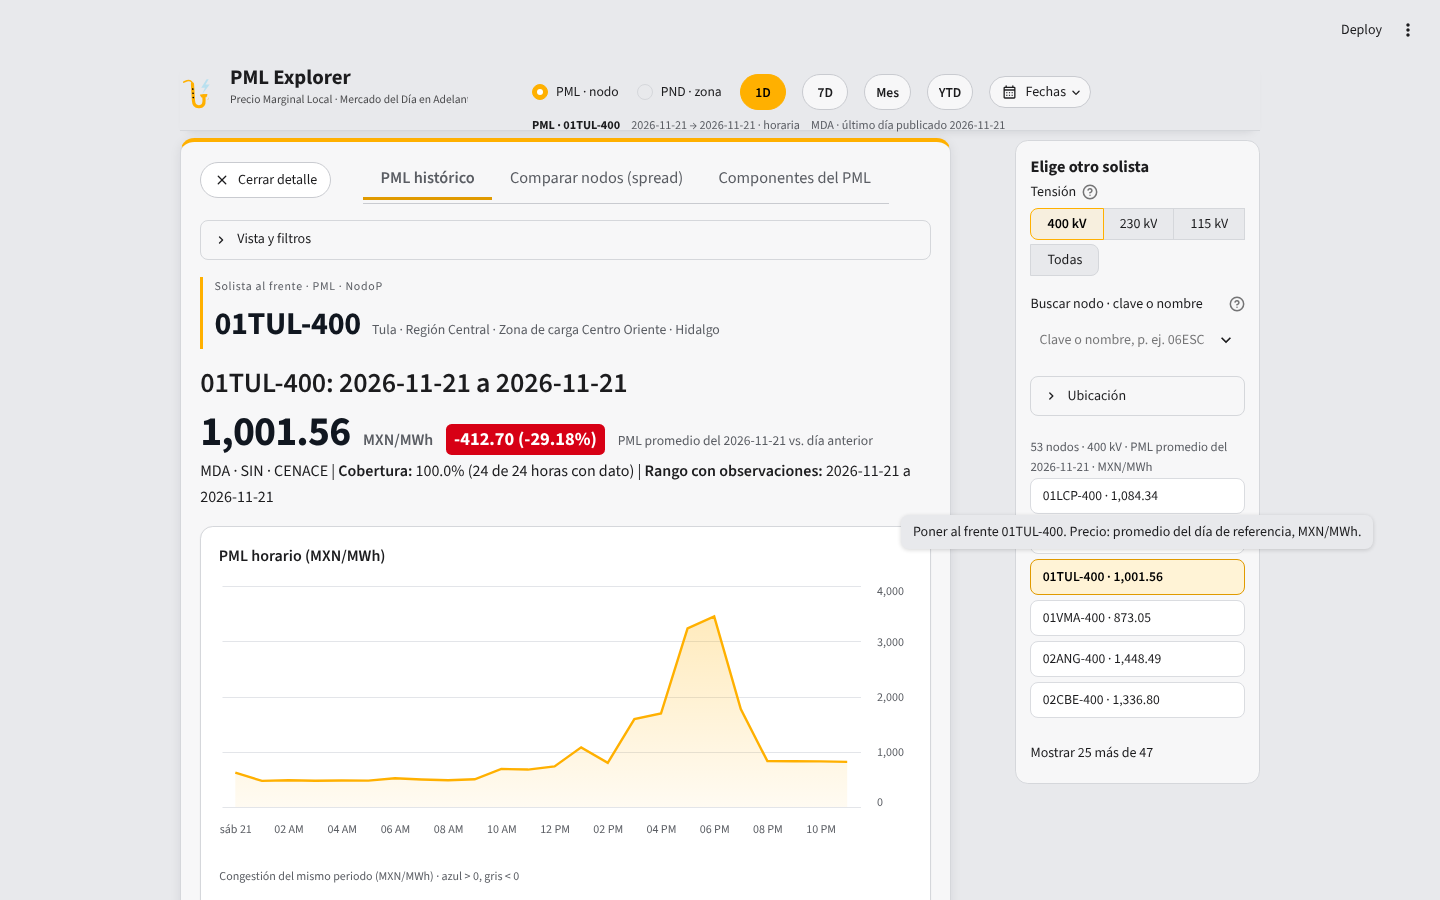 Deploy
PML Explorer
Precio Marginal Local · Mercado del Día en Adelan
PML · nodo
PND · zona
1D
7D
Mes
YTD
Fechas
PML · 01TUL-400 2026-11-21 → 2026-11-21 · horaria MDA · último día publicado 2026-11-21
Cerrar detalle
PML histórico
Comparar nodos (spread)
Componentes del PML
Vista y filtros
Solista al frente · PML · NodoP
01TUL-400 Tula · Región Central · Zona de carga Centro Oriente · Hidalgo
01TUL-400: 2026-11-21 a 2026-11-21
1,001.56 MXN/MWh -412.70 (-29.18%) PML promedio del 2026-11-21 vs. día anterior
MDA · SIN · CENACE | Cobertura: 100.0% (24 de 24 horas con dato) | Rango con observaciones: 2026-11-21 a
2026-11-21
PML horario (MXN/MWh)
4,000
3,000
2,000
1,000
0
sáb 21 02 AM 04 AM 06 AM 08 AM 10 AM 12 PM 02 PM 04 PM 06 PM 08 PM 10 PM
Congestión del mismo periodo (MXN/MWh) · azul > 0, gris < 0
Elige otro solista
Tensión
400 kV
230 kV
115 kV
Todas
Buscar nodo · clave o nombre
Clave o nombre, p. ej. 06ESC
Ubicación
53 nodos · 400 kV · PML promedio del
2026-11-21 · MXN/MWh
01LCP-400 · 1,084.34
Poner al frente 01TUL-400. Precio: promedio del día de referencia, MXN/MWh.
01TUL-400 · 1,001.56
01VMA-400 · 873.05
02ANG-400 · 1,448.49
02CBE-400 · 1,336.80
Mostrar 25 más de 47